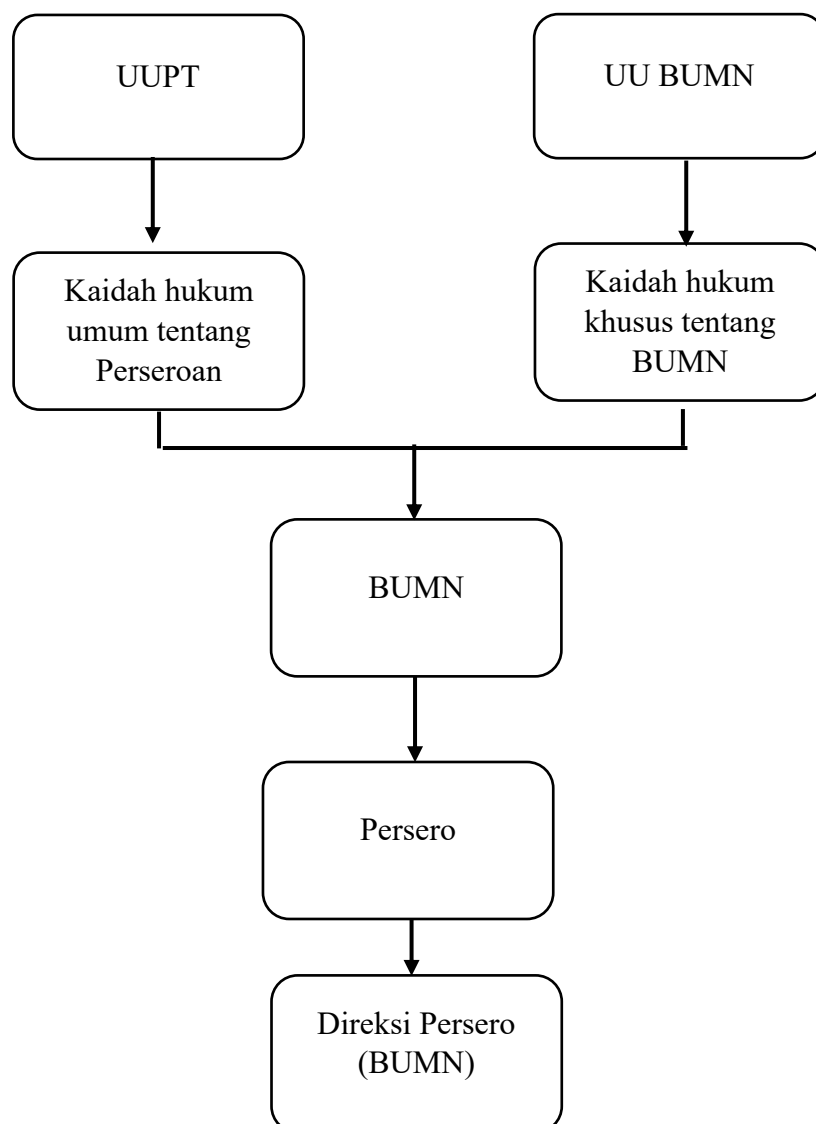 UUPT
UU BUMN
Kaidah hukum
umum tentang
Perseroan
Kaidah hukum
khusus tentang
BUMN
BUMN
Persero
Direksi Persero
(BUMN)